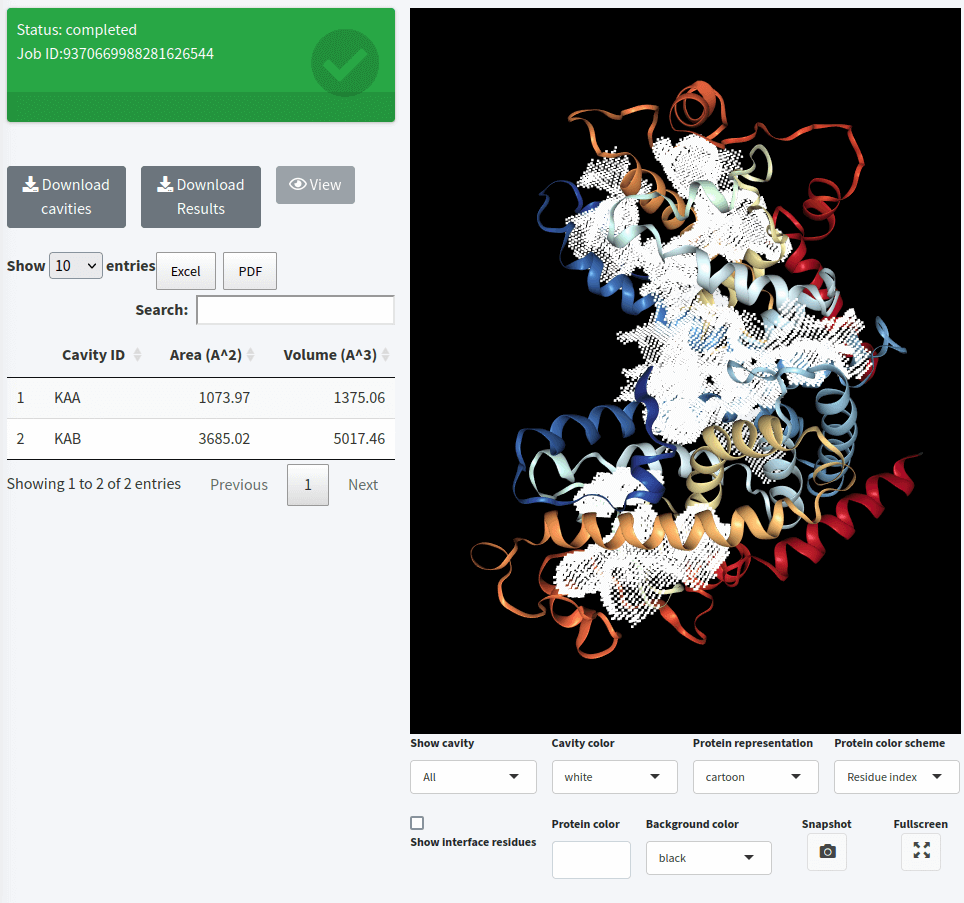 Status: completed
Job ID:9370669988281626544
Download cavities
Download Results
View
Show 10 entries Excel PDF
Search:
Cavity ID Area (A^2) Volume (A^3)
1 KAA 1073.97 1375.06
2 KAB 3685.02 5017.46
Showing 1 to 2 of 2 entries Previous 1 Next
Show cavity Cavity color Protein representation Protein color scheme
All white cartoon Residue index
Show interface residues
Protein color Background color Snapshot Fullscreen
black